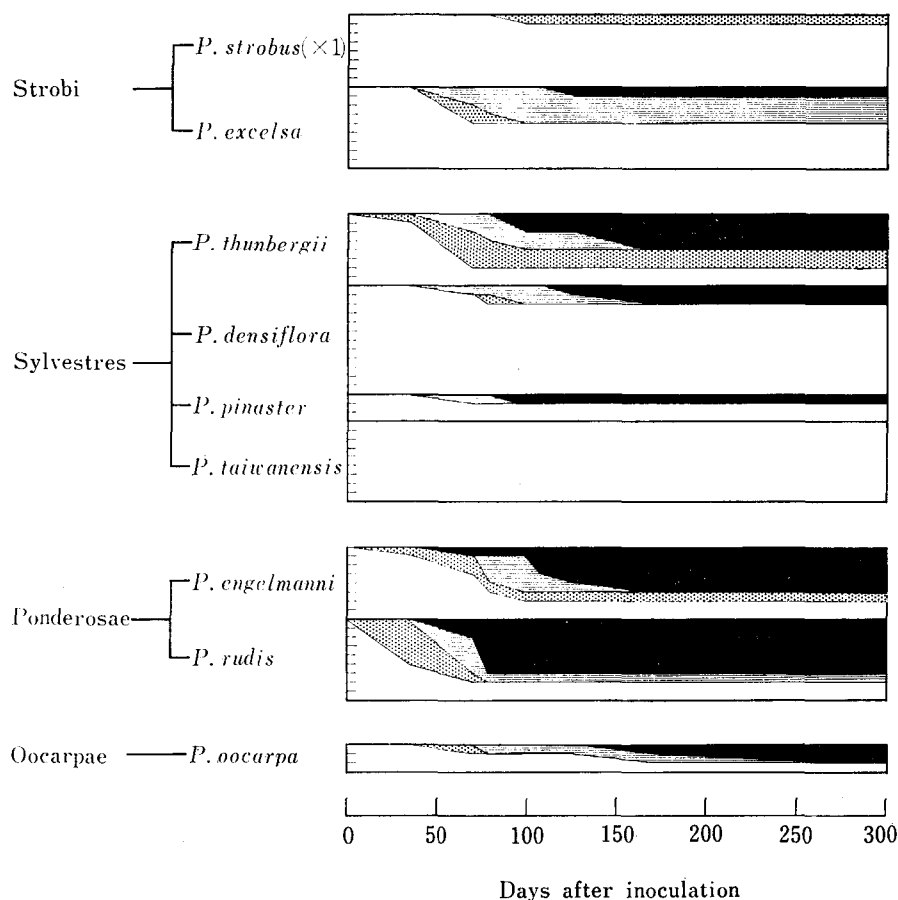 P. strobus(×1)
Strobi
P. excelsa
P. thunbergii
P. densiflora
Sylvestres
P. pinaster
P. taiwanensis
P. engelmanni
Ponderosae
P. rudis
Oocarpae P. oocarpa
0 50 100 150 200 250 300
Days after inoculation